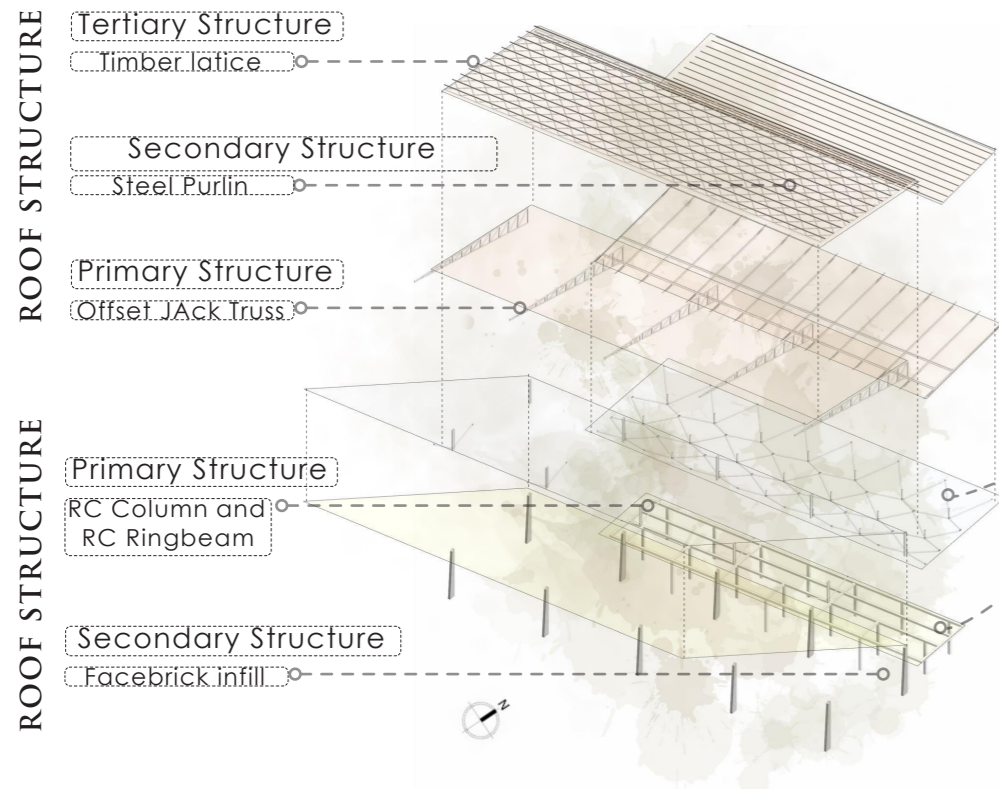 ROOF STRUCTURE
Tertiary Structure
Timber latice
Secondary Structure
Steel Purlin
Primary Structure
Offset JAck Truss
ROOF STRUCTURE
Primary Structure
RC Column and
RC Ringbeam
Secondary Structure
Facebrick infill
N